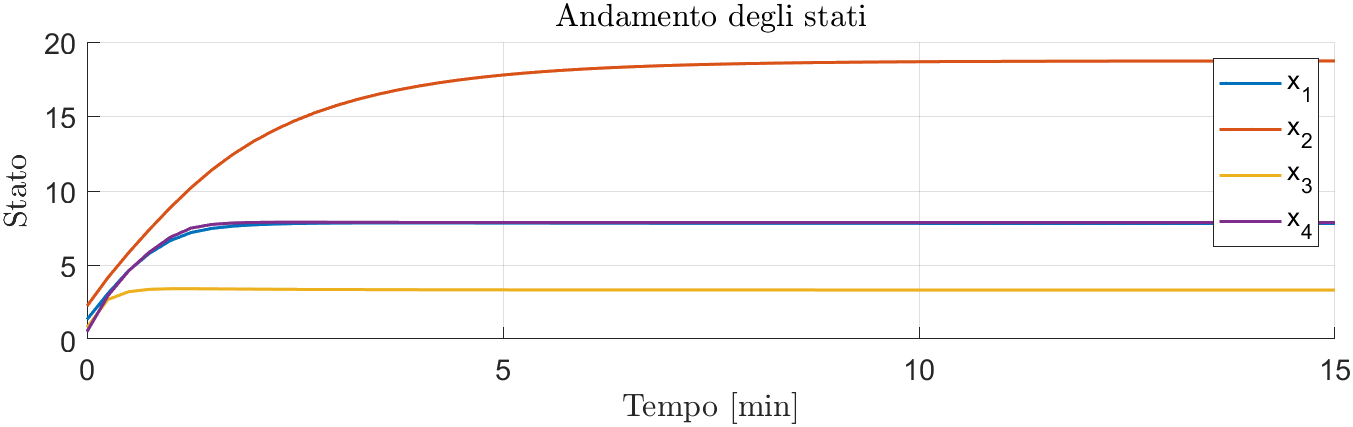 Andamento degli stati
Stato
20
15
10
5
0
0 5 10 15
Tempo [min]
x1
x2
x3
x4